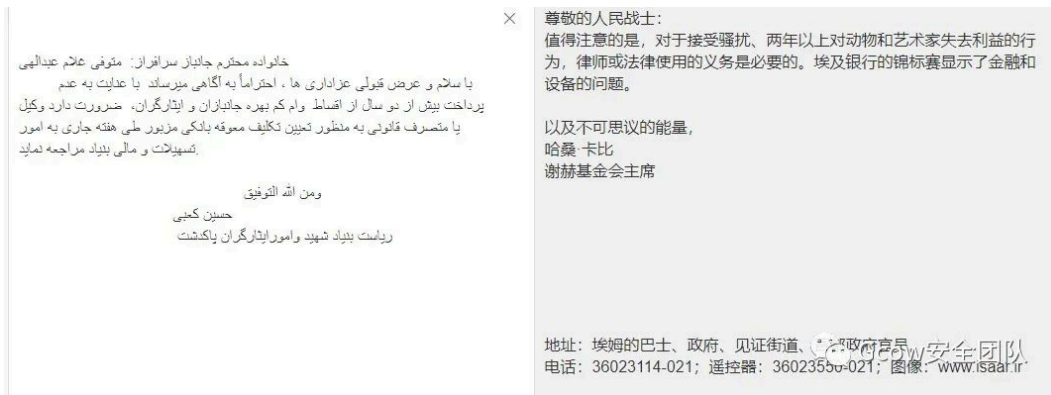 خانواده محترم جانباز سرافراز: متوفی غلام عبدالهی
با سلام و عرض قبولی عزاداری ها ، احتراماً به آگاهی میرساند با عنایت به عدم
پرداخت بیش از دو سال از اقساط وام کم بهره جانبازان و ایثارگران، ضرورت دارد وکیل
یا متصرف قانونی به منظور تعیین تکلیف معوقه بانکی مزبور طی هفته جاری به امور
تسهیلات و مالی بنیاد مراجعه نماید.
ومن الله التوفیق
حسین کعبی
ریاست بنیاد شهید وامورایثارگران پاکدشت
尊敬的人民战士：
值得注意的是，对于接受骚扰、两年以上对动物和艺术家失去利益的行
为，律师或法律使用的义务是必要的。埃及银行的锦标赛显示了金融和
设备的问题。
以及不可思议的能量，
哈桑·卡比
谢赫基金会主席
地址：埃姆的巴士、政府、见证街道、政府官员
电话：36023114-021；遥控器：36023550-021；图像：www.isaar.ir
Gcow安全团队